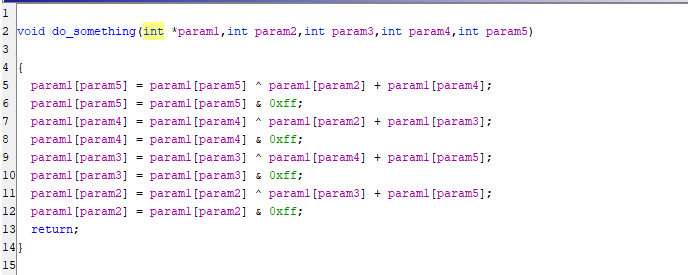 1
2 void do_something(int *param1,int param2,int param3,int param4,int param5)
3
4 {
5 param1[param5] = param1[param5] ^ param1[param2] + param1[param4];
6 param1[param5] = param1[param5] & 0xff;
7 param1[param4] = param1[param4] ^ param1[param2] + param1[param3];
8 param1[param4] = param1[param4] & 0xff;
9 param1[param3] = param1[param3] ^ param1[param4] + param1[param5];
10 param1[param3] = param1[param3] & 0xff;
11 param1[param2] = param1[param2] ^ param1[param3] + param1[param5];
12 param1[param2] = param1[param2] & 0xff;
13 return;
14 }
15